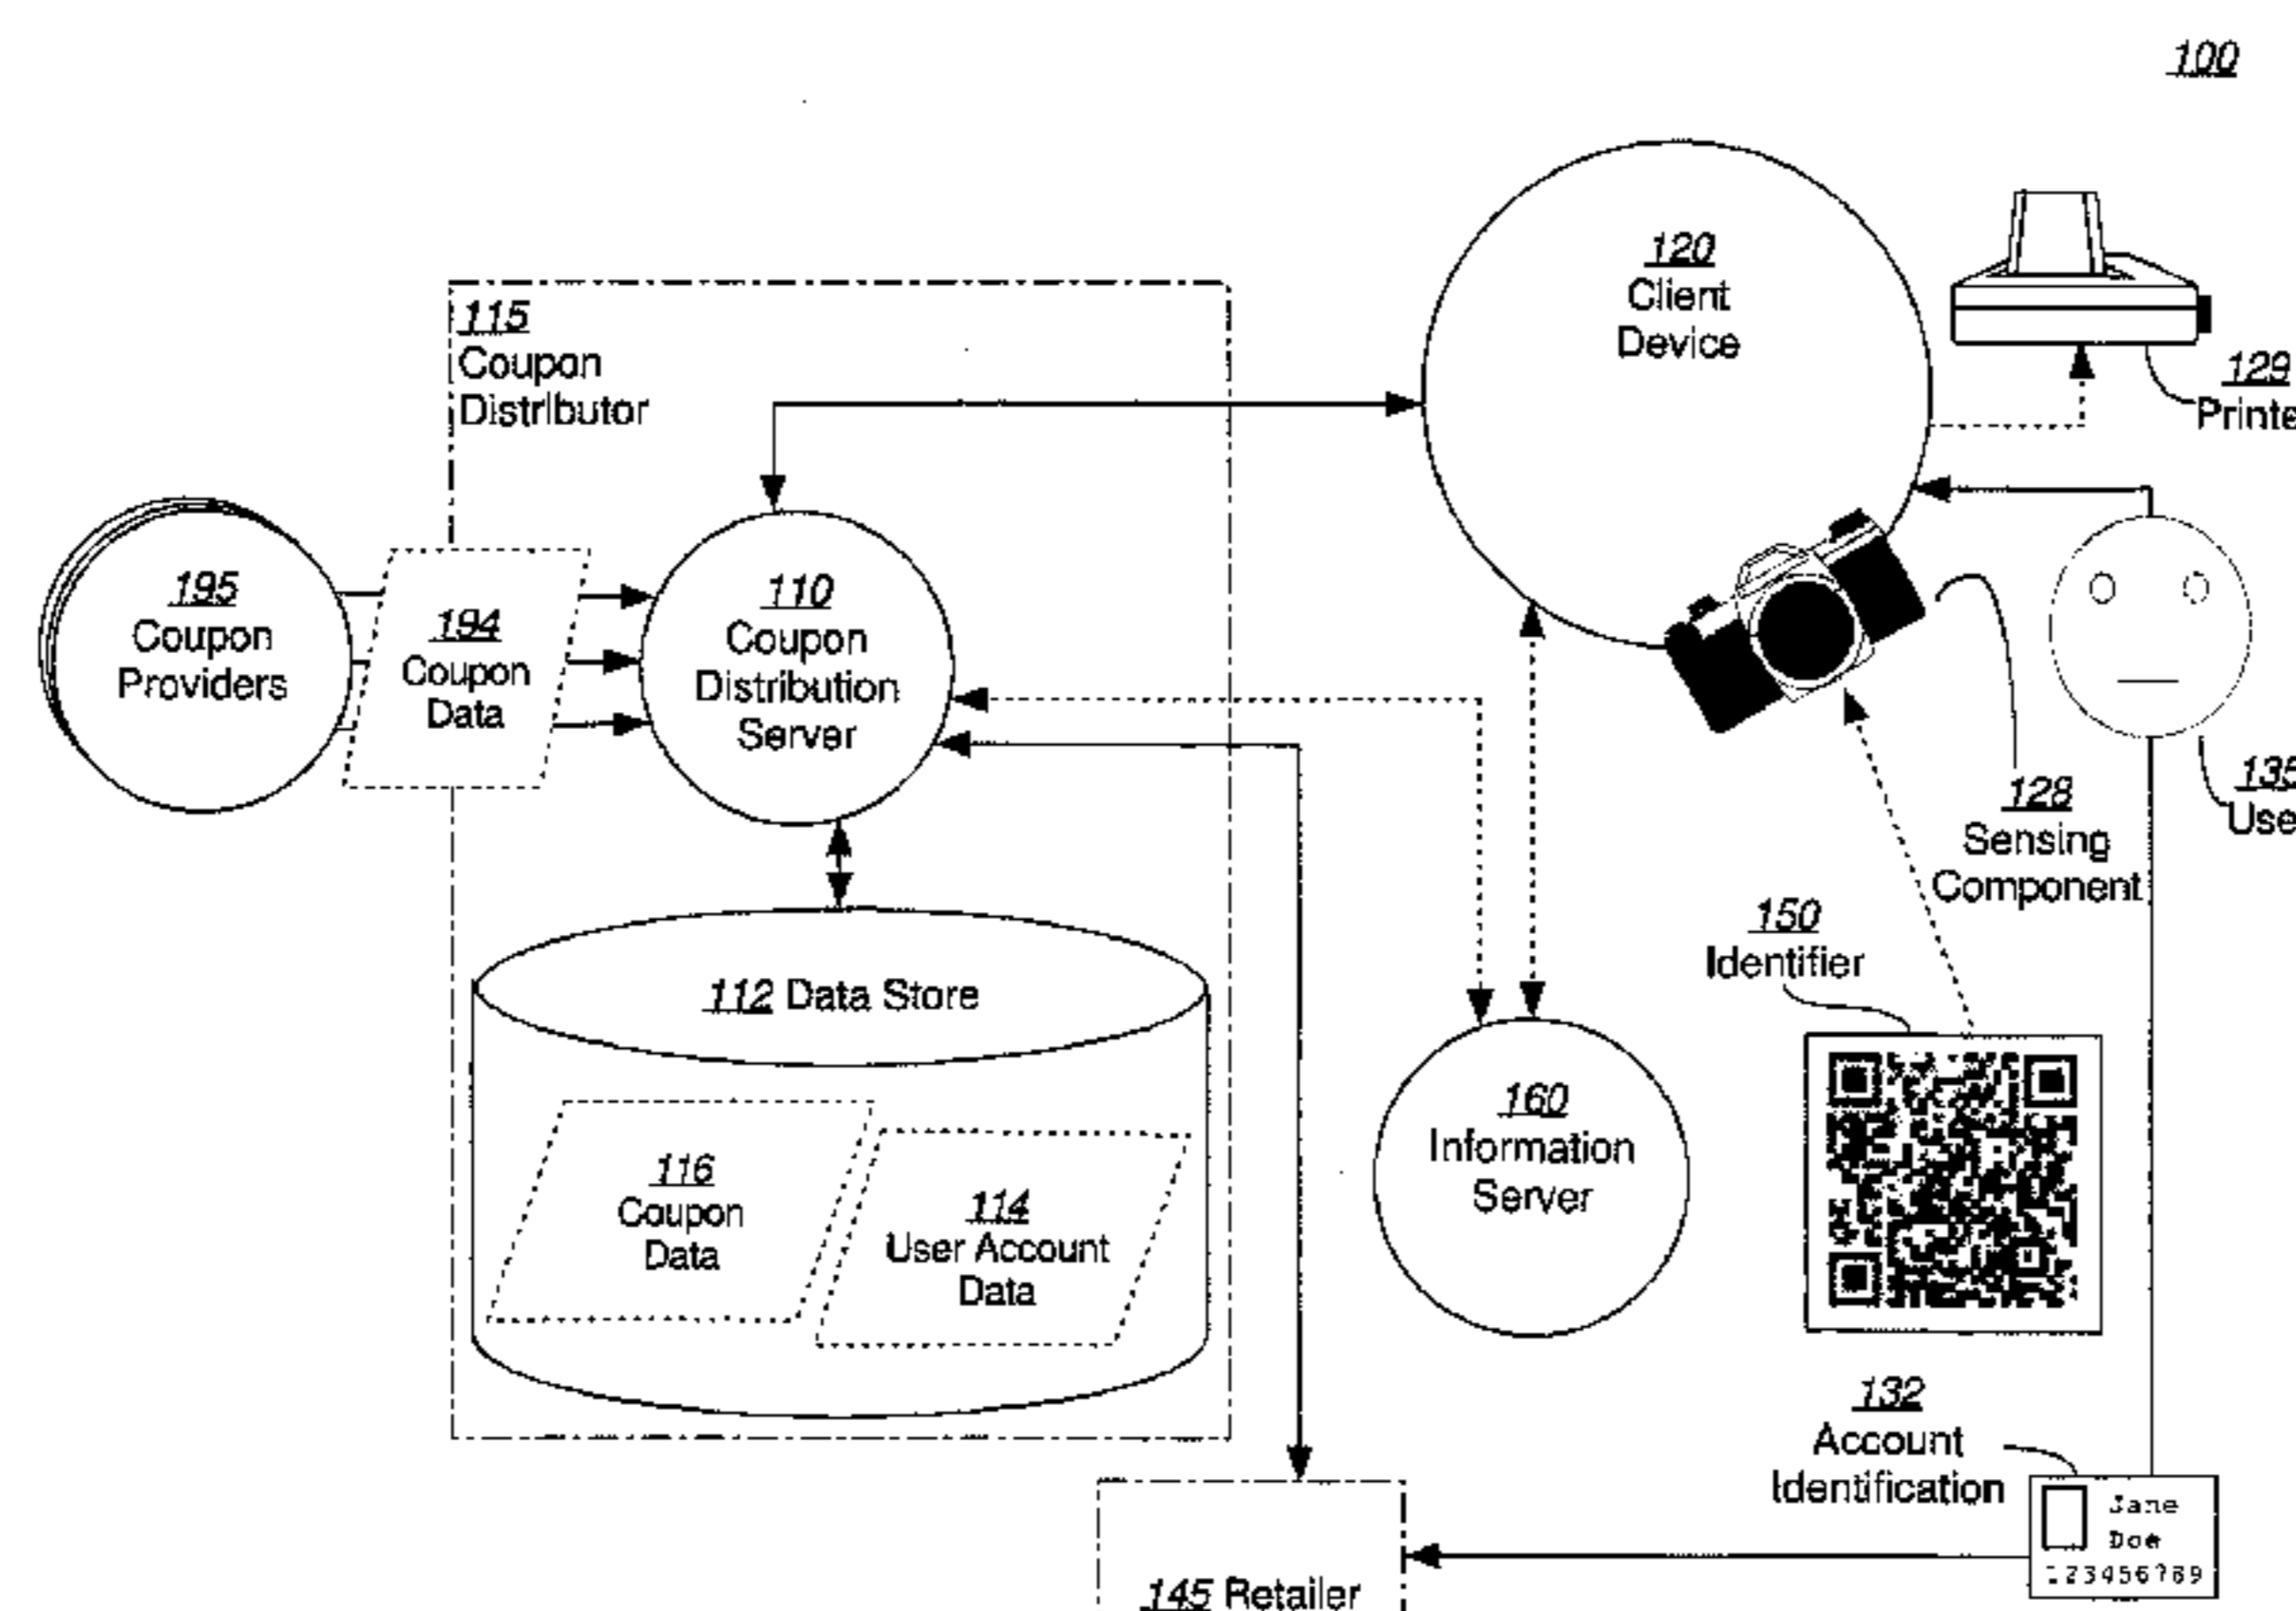 100
120
Client
Device
115
Coupon
Distributor
129
Printe
195
Coupon
Providers
194
Coupon
Data
110
Coupon
Distribution
Server
135
Use
128
Sensing
Component
150
Identifier
112 Data Store
160
Information
Server
116
Coupon
Data
114
User Account
Data
132
Account
Identification
Jane
Doe
123456789
145 Retailer